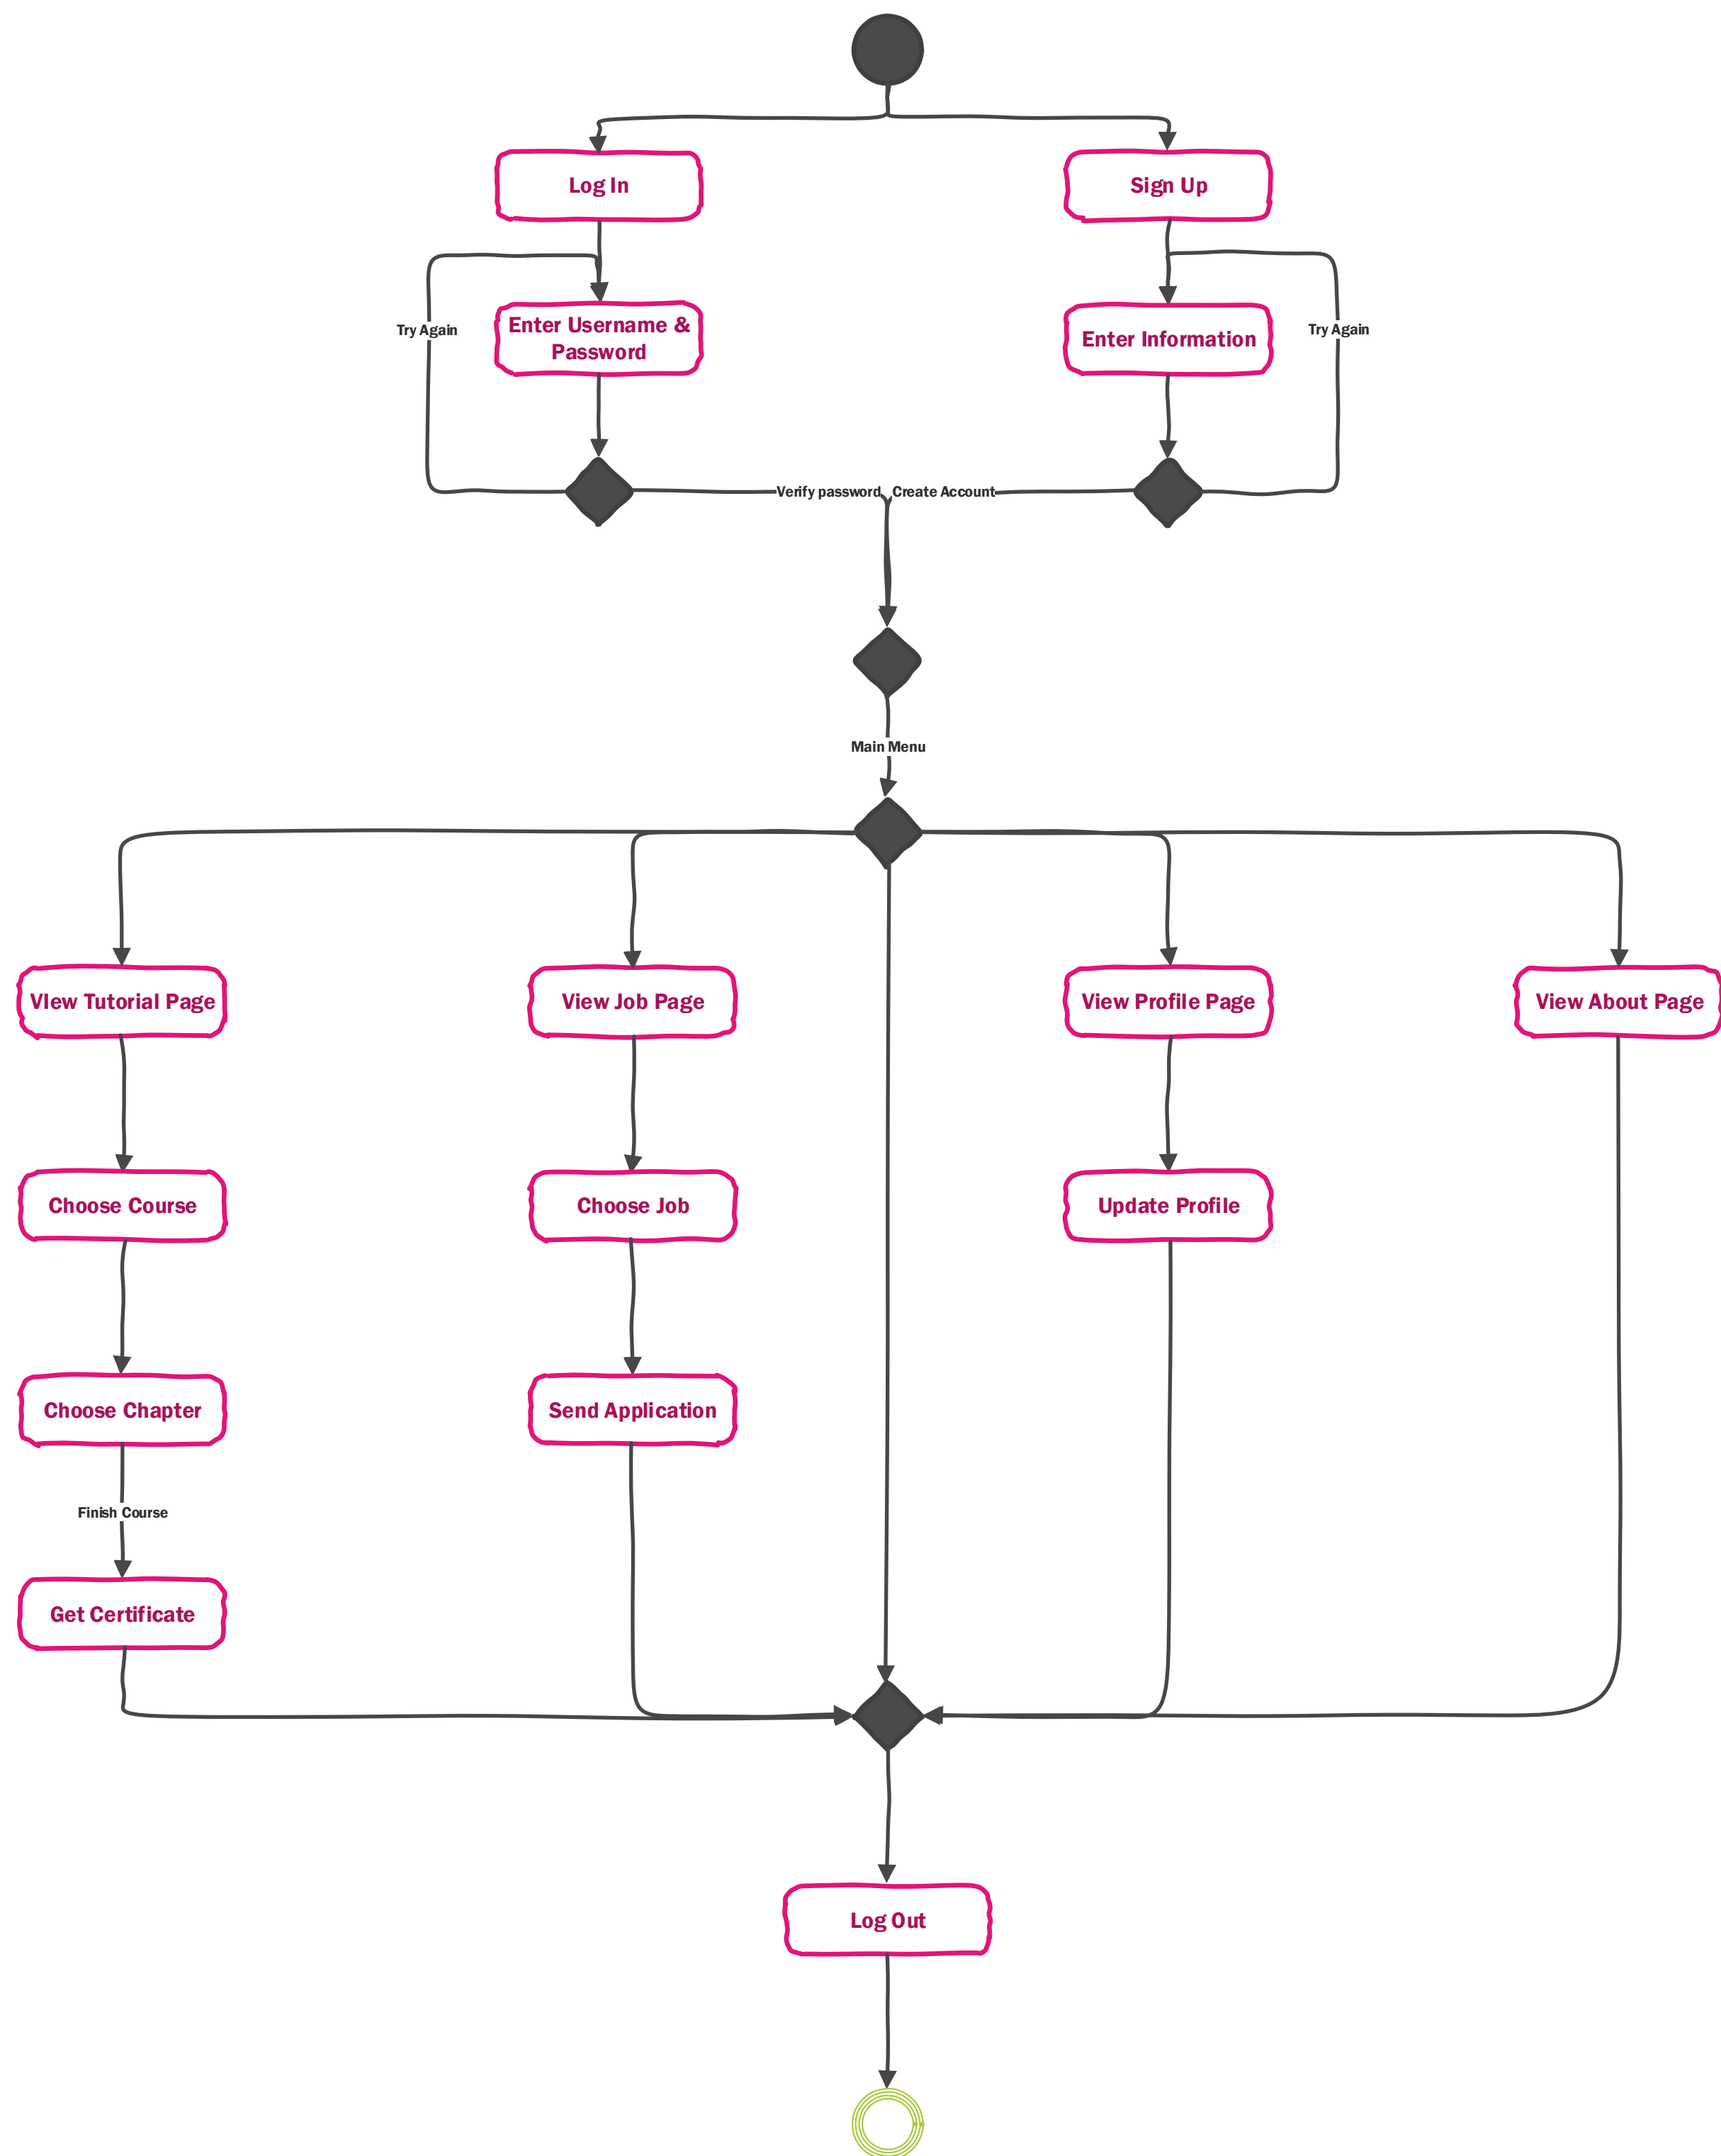 Log In
Sign Up
Enter Username &
Password
Enter Information
Try Again
Try Again
Verify password
Create Account
Main Menu
VIew Tutorial Page
View Job Page
View Profile Page
View About Page
Choose Course
Choose Job
Update Profile
Choose Chapter
Send Application
Finish Course
Get Certificate
Log Out